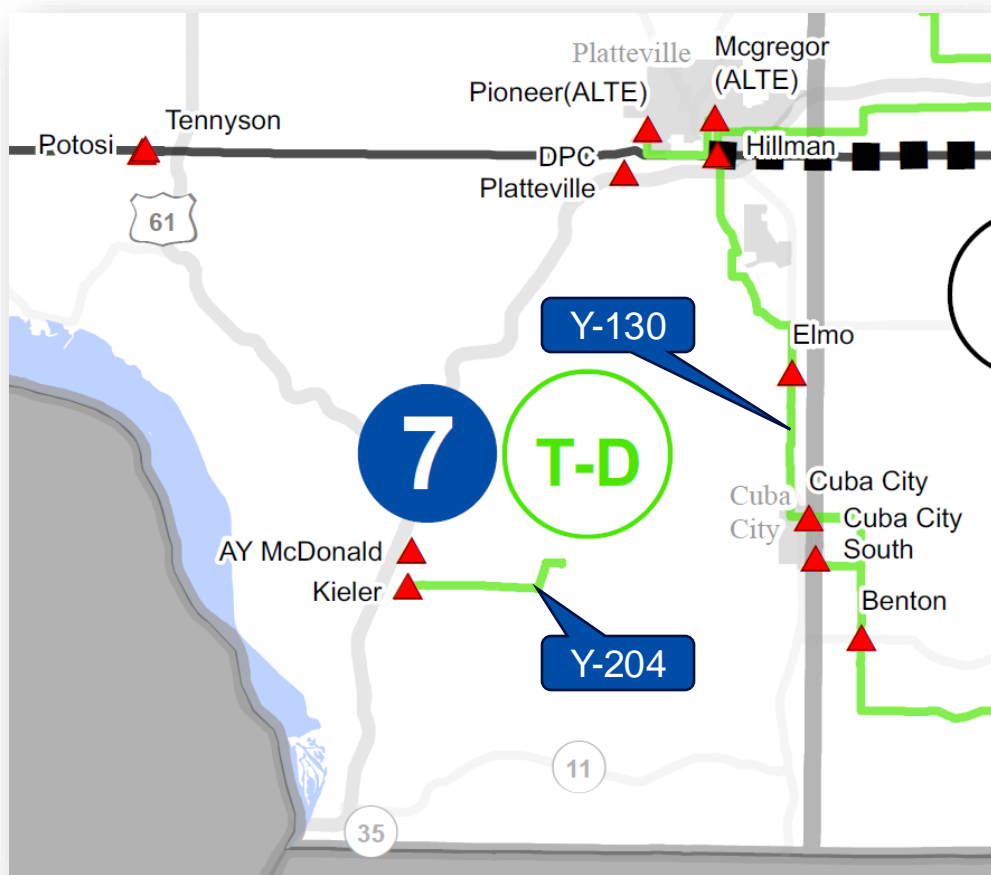 Platteville
Mcgregor
(ALTE)
Pioneer(ALTE)
Tennyson
Potosi
Hillman
DPC
Platteville
61
Y-130
Elmo
7
T-D
Cuba
City
Cuba City
Cuba City
South
AY McDonald
Kieler
Benton
Y-204
11
35